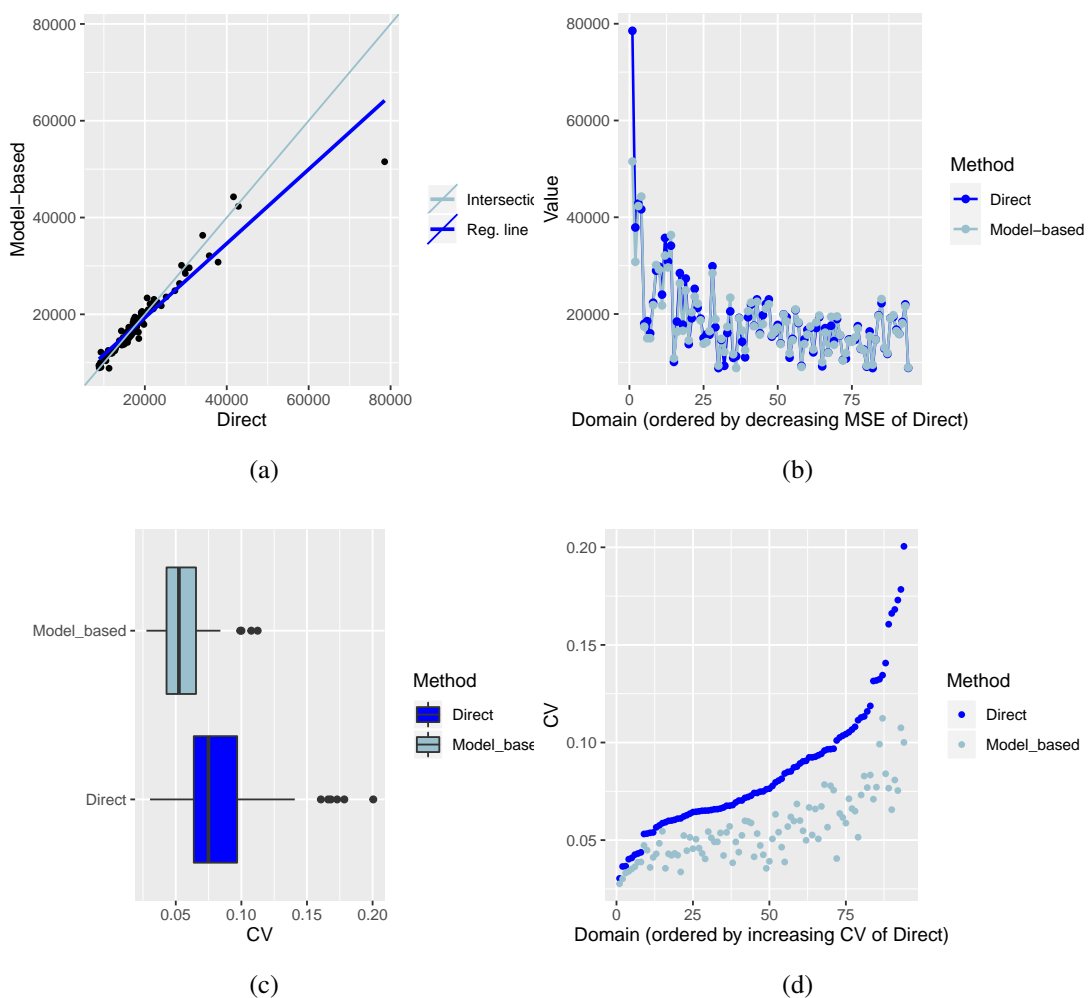 80000
60000
40000
20000
Model−based
20000
40000
60000
80000
Direct
Intersectic
Reg. line
(a)
80000
60000
40000
20000
Value
0
25
50
75
Domain (ordered by decreasing MSE of Direct)
Method
Direct
Model−based
(b)
Model_based
Direct
0.05
0.10
0.15
0.20
CV
Method
Direct
Model_base
(c)
0.20
0.15
0.10
0.05
CV
0
25
50
75
Domain (ordered by increasing CV of Direct)
Method
Direct
Model_based
(d)